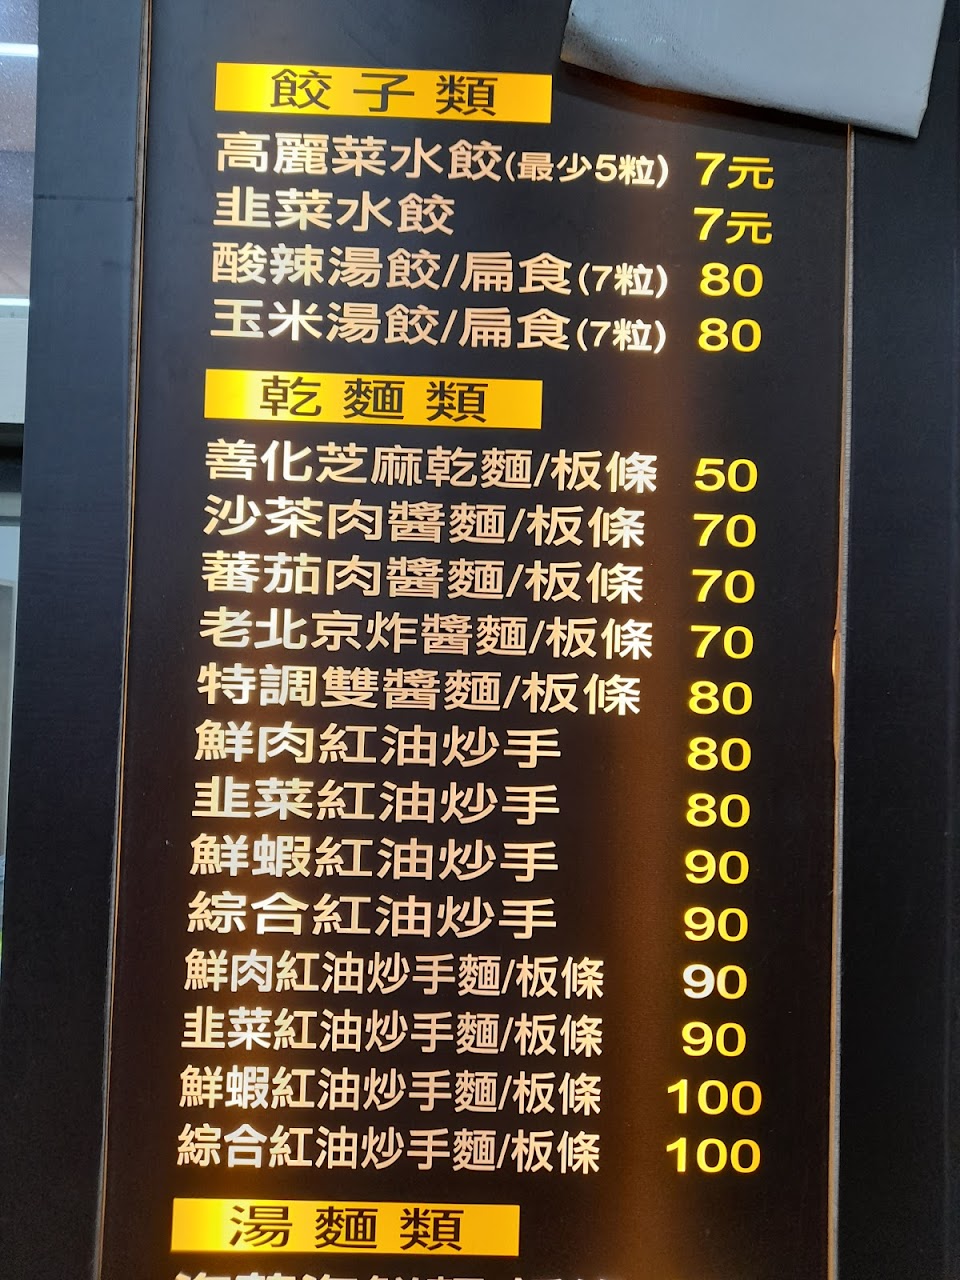 餃子類
高麗菜水餃(最少5粒) 7元
韭菜水餃 7元
酸辣湯餃/扁食(7粒) 80
玉米湯餃/扁食(7粒) 80
乾麵類
善化芝麻乾麵/板條 50
沙茶肉醬麵/板條 70
蕃茄肉醬麵/板條 70
老北京炸醬麵/板條 70
特調雙醬麵/板條 80
鮮肉紅油炒手 80
韭菜紅油炒手 80
鮮蝦紅油炒手 90
綜合紅油炒手 90
鮮肉紅油炒手麵/板條 90
韭菜紅油炒手麵/板條 90
鮮蝦紅油炒手麵/板條 100
綜合紅油炒手麵/板條 100
湯麵類